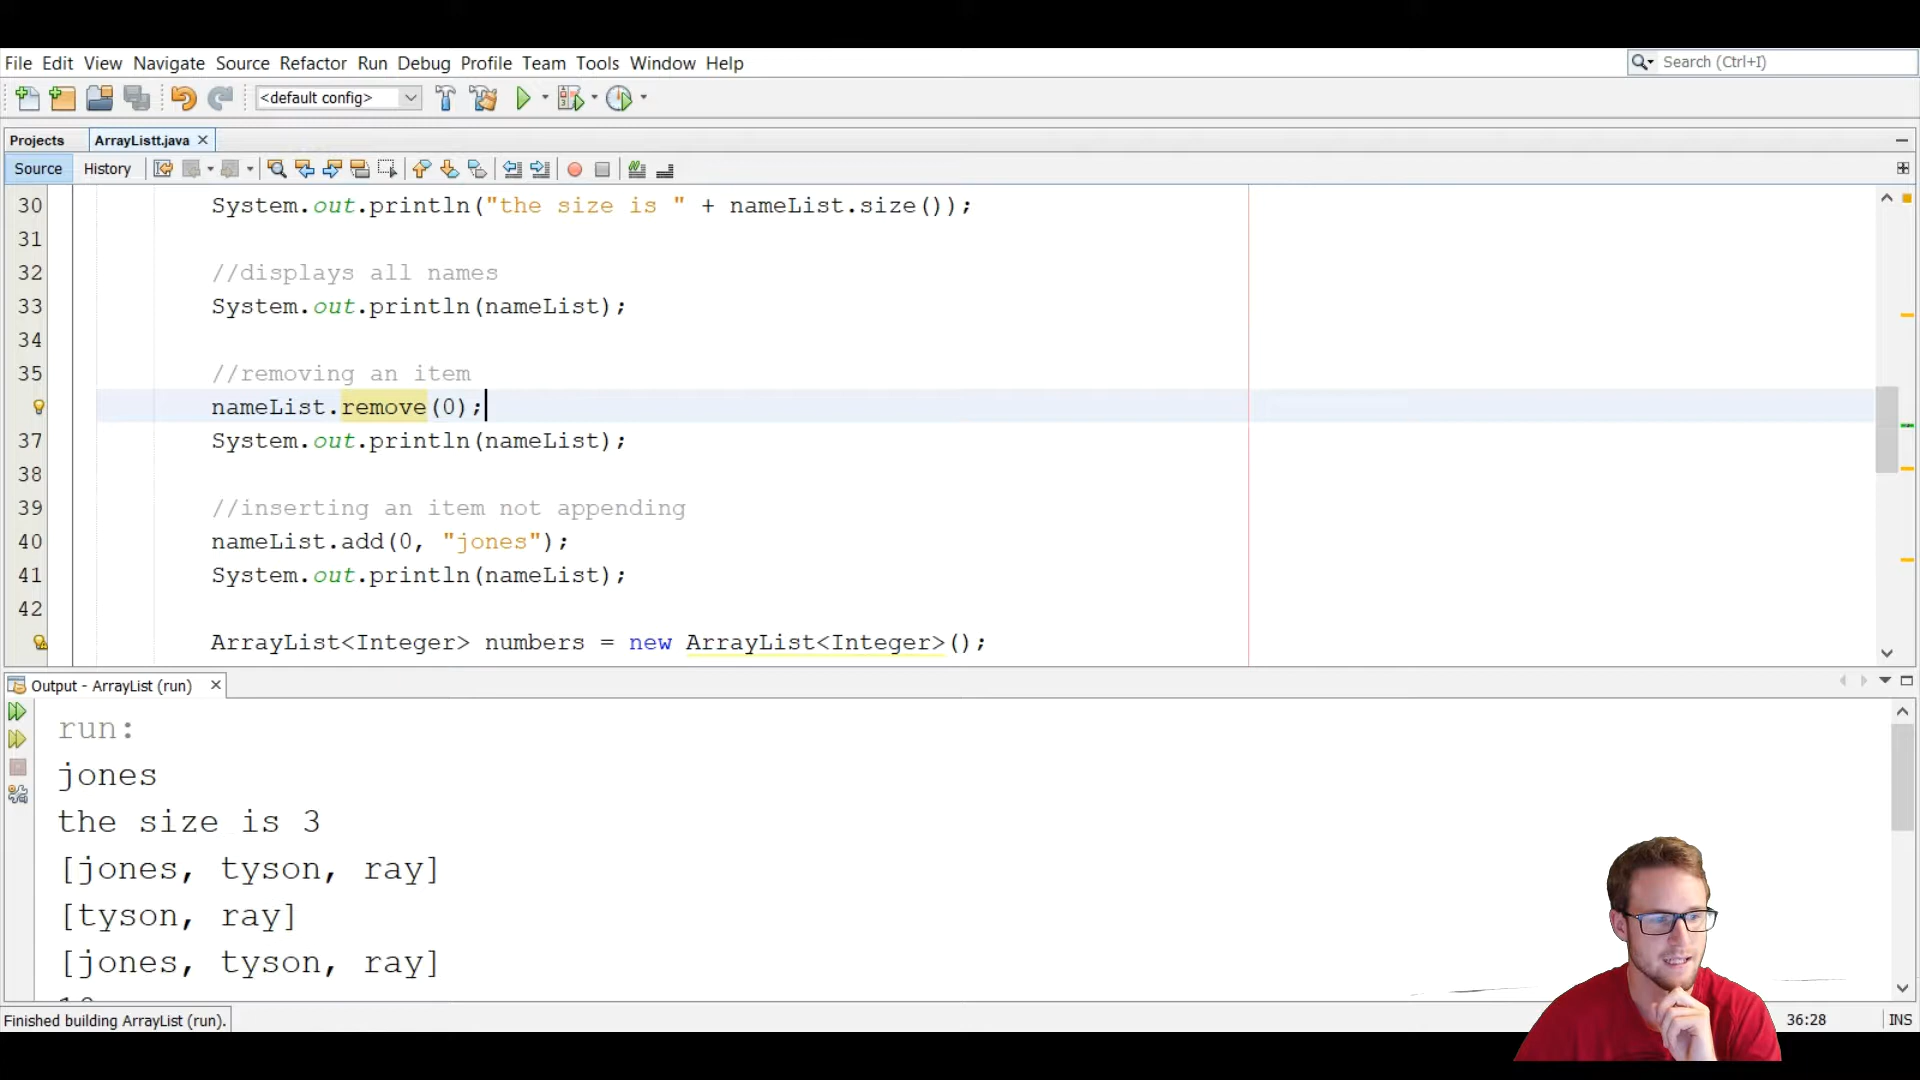 File Edit View Navigate Source Refactor Run Debug Profile Team Tools Window Help
Search (Ctrl+I)
<default config>
Projects ArrayListt.java
Source History
30 System.out.println("the size is " + nameList.size());
31
32 //displays all names
33 System.out.println(nameList);
34
35 //removing an item
nameList.remove(0);
37 System.out.println(nameList);
38
39 //inserting an item not appending
40 nameList.add(0, "jones");
41 System.out.println(nameList);
42
ArrayList<Integer> numbers = new ArrayList<Integer>();
Output - ArrayList (run)
run:
jones
the size is 3
[jones, tyson, ray]
[tyson, ray]
[jones, tyson, ray]
Finished building ArrayList (run).
36:28 INS